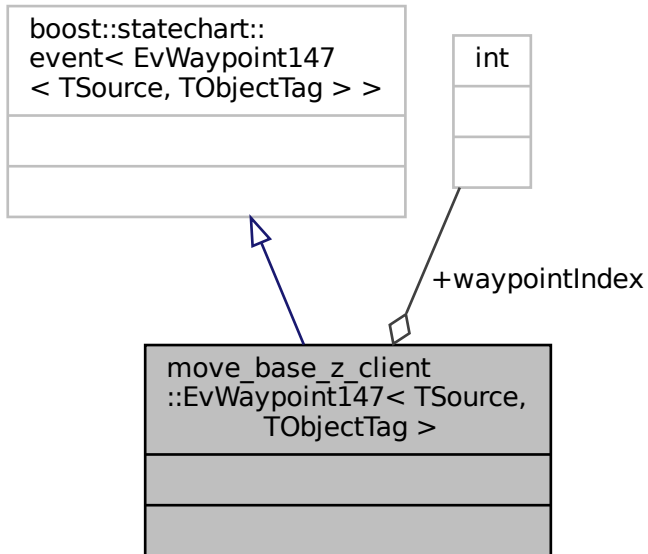 boost::statechart::
event< EvWaypoint147
< TSource, TObjectTag > >
int
+waypointIndex
move_base_z_client
::EvWaypoint147< TSource,
TObjectTag >